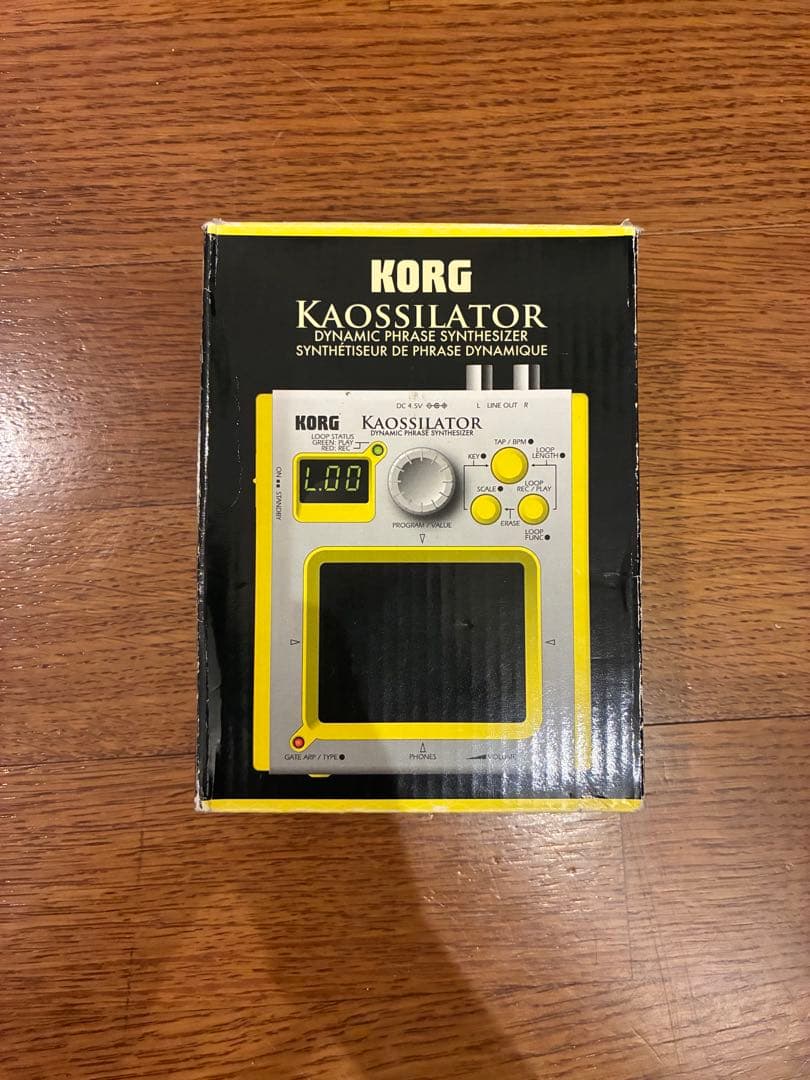 KORG
KAOSSILATOR
DYNAMIC PHRASE SYNTHESIZER
SYNTHÉTISEUR DE PHRASE DYNAMIQUE
DC 4.5V
L LINE OUT R
KORG KAOSSILATOR
DYNAMIC PHRASE SYNTHESIZER
LOOP STATUS
GREEN: PLAY
RED: REC
TAP / BPM
KEY
LOOP
LENGTH
L.00
ON STANDBY
SCALE
LOOP
REC / PLAY
ERASE
PROGRAM / VALUE
LOOP
FUNC
GATE ARP / TYPE
PHONES
VOLUME